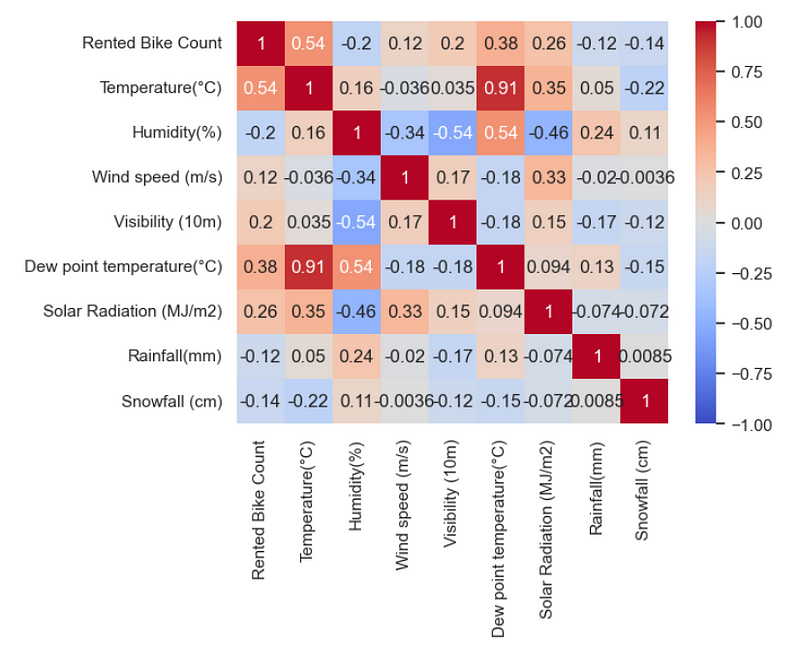 Rented Bike Count 1 0.54 -0.2 0.12 0.2 0.38 0.26 -0.12 -0.14
Temperature(°C) 0.54 1 0.16 -0.036 0.035 0.91 0.35 0.05 -0.22
Humidity(%) -0.2 0.16 1 -0.34 -0.54 0.54 -0.46 0.24 0.11
Wind speed (m/s) 0.12 -0.036 -0.34 1 0.17 -0.18 0.33 -0.02 -0.0036
Visibility (10m) 0.2 0.035 -0.54 0.17 1 -0.18 0.15 -0.17 -0.12
Dew point temperature(°C) 0.38 0.91 0.54 -0.18 -0.18 1 0.094 0.13 -0.15
Solar Radiation (MJ/m2) 0.26 0.35 -0.46 0.33 0.15 0.094 1 -0.074 -0.072
Rainfall(mm) -0.12 0.05 0.24 -0.02 -0.17 0.13 -0.074 1 0.0085
Snowfall (cm) -0.14 -0.22 0.11 -0.0036 -0.12 -0.15 -0.072 0.0085 1
Rented Bike Count
Temperature(°C)
Humidity(%)
Wind speed (m/s)
Visibility (10m)
Dew point temperature(°C)
Solar Radiation (MJ/m2)
Rainfall(mm)
Snowfall (cm)
1.00
0.75
0.50
0.25
0.00
−0.25
−0.50
−0.75
−1.00